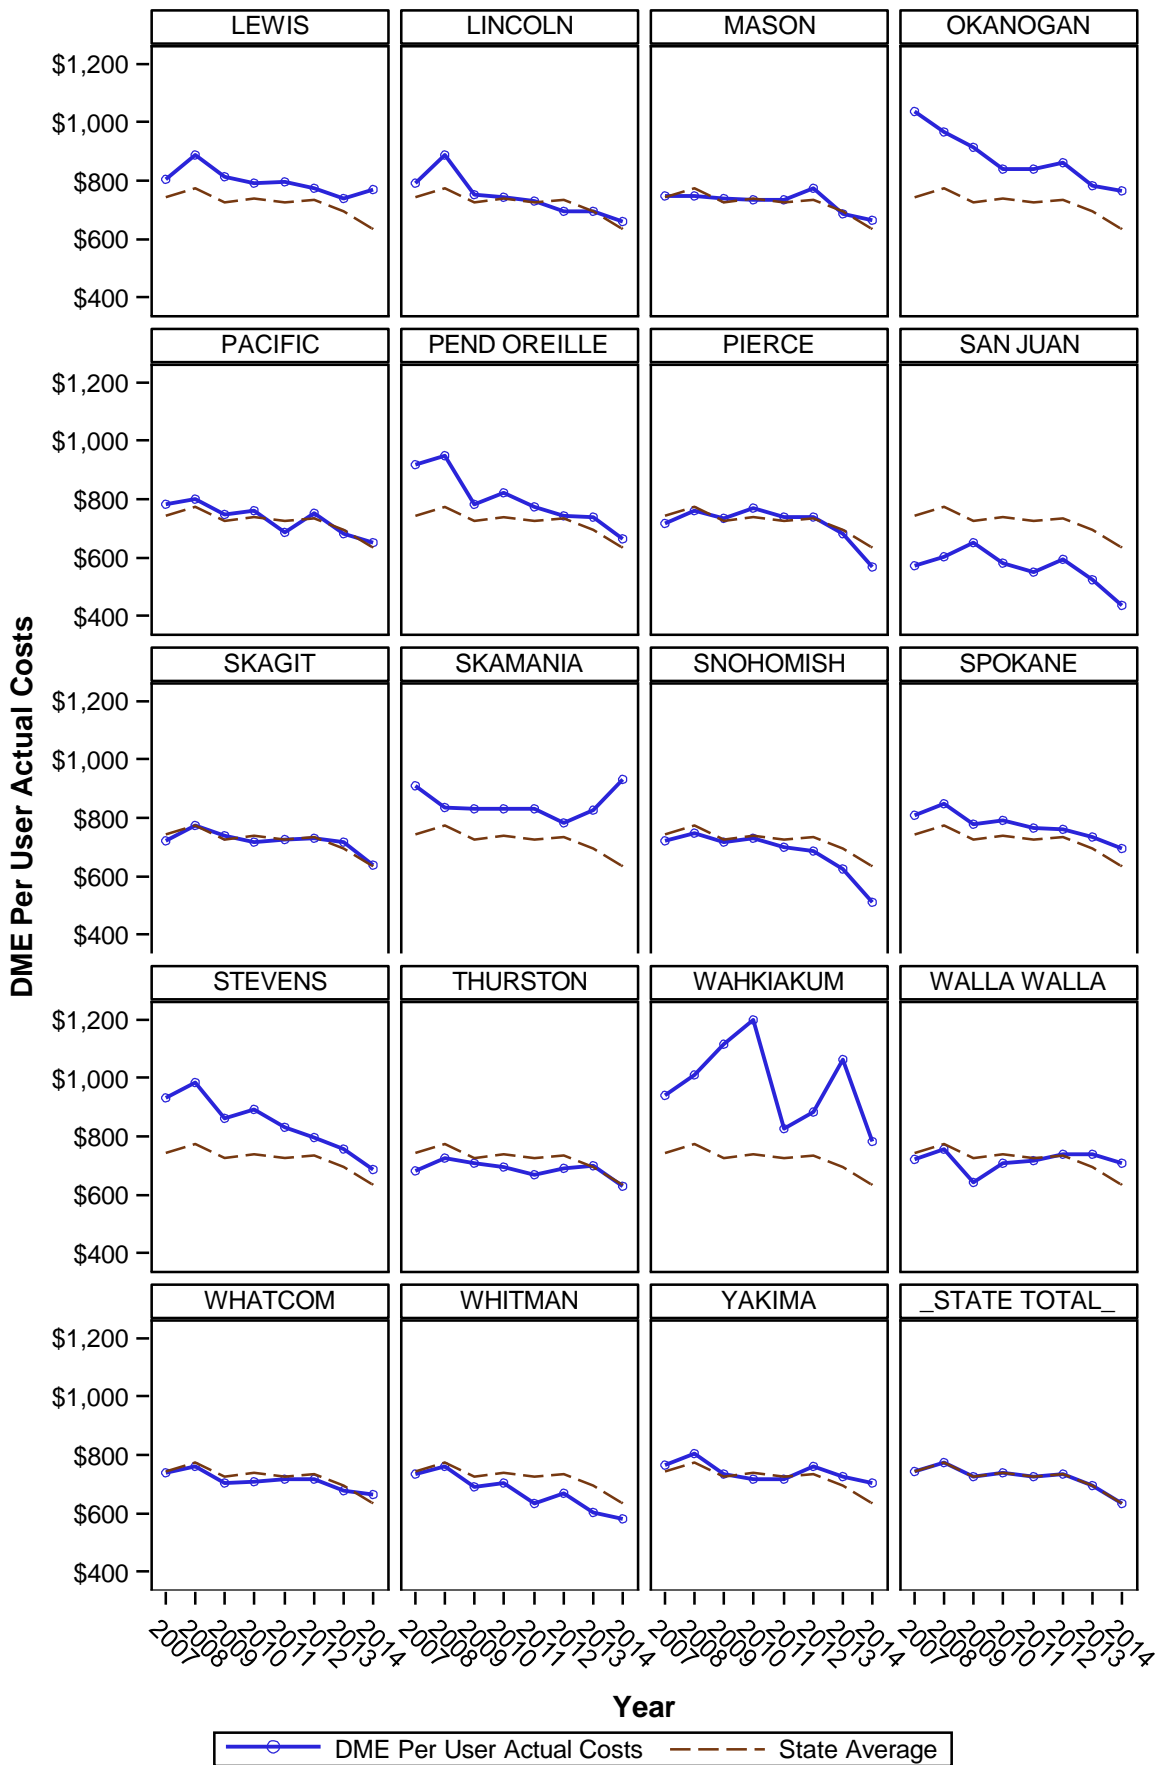 LEWIS LINCOLN MASON OKANOGAN
$1,200
$1,000
$800
$600
$400
PACIFIC PEND OREILLE PIERCE SAN JUAN
$1,200
$1,000
$800
$600
$400
SKAGIT SKAMANIA SNOHOMISH SPOKANE
$1,200
$1,000
$800
$600
$400
STEVENS THURSTON WAHKIAKUM WALLA WALLA
$1,200
$1,000
$800
$600
$400
WHATCOM WHITMAN YAKIMA _STATE TOTAL_
$1,200
$1,000
$800
$600
$400
DME Per User Actual Costs
2007 2008 2009 2010 2011 2012 2013 2014 2007 2008 2009 2010 2011 2012 2013 2014 2007 2008 2009 2010 2011 2012 2013 2014 2007 2008 2009 2010 2011 2012 2013 2014
Year
DME Per User Actual Costs State Average